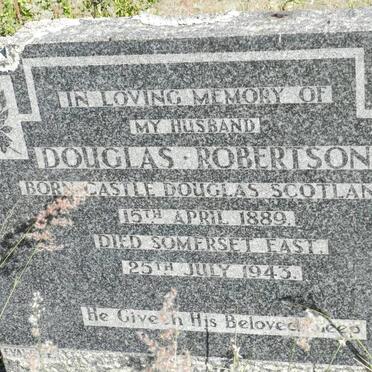 IN LOVING MEMORY OF
MY HUSBAND
DOUGLAS · ROBERTSON
BORN CASTLE DOUGLAS SCOTLAN
15TH APRIL 1889.
DIED SOMERSET EAST.
25TH JULY 1943.
He Giveth His Beloved Sleep